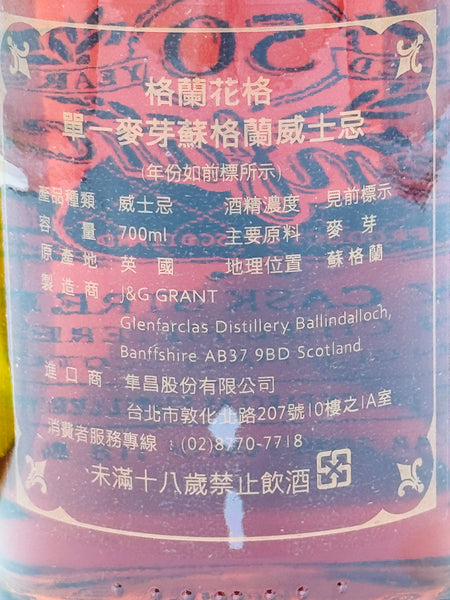 格蘭花格
單一麥芽蘇格蘭威士忌
(年份如前標所示)
產品種類：威士忌 酒精濃度：見前標示
容量：700ml 主要原料：麥芽
原產地：英國 地理位置：蘇格蘭
製造商：J&G GRANT
Glenfarclas Distillery Ballindalloch,
Banffshire AB37 9BD Scotland
進口商：隼昌股份有限公司
台北市敦化北路207號10樓之1A室
消費者服務專線：(02)8770-7718
未滿十八歲禁止飲酒